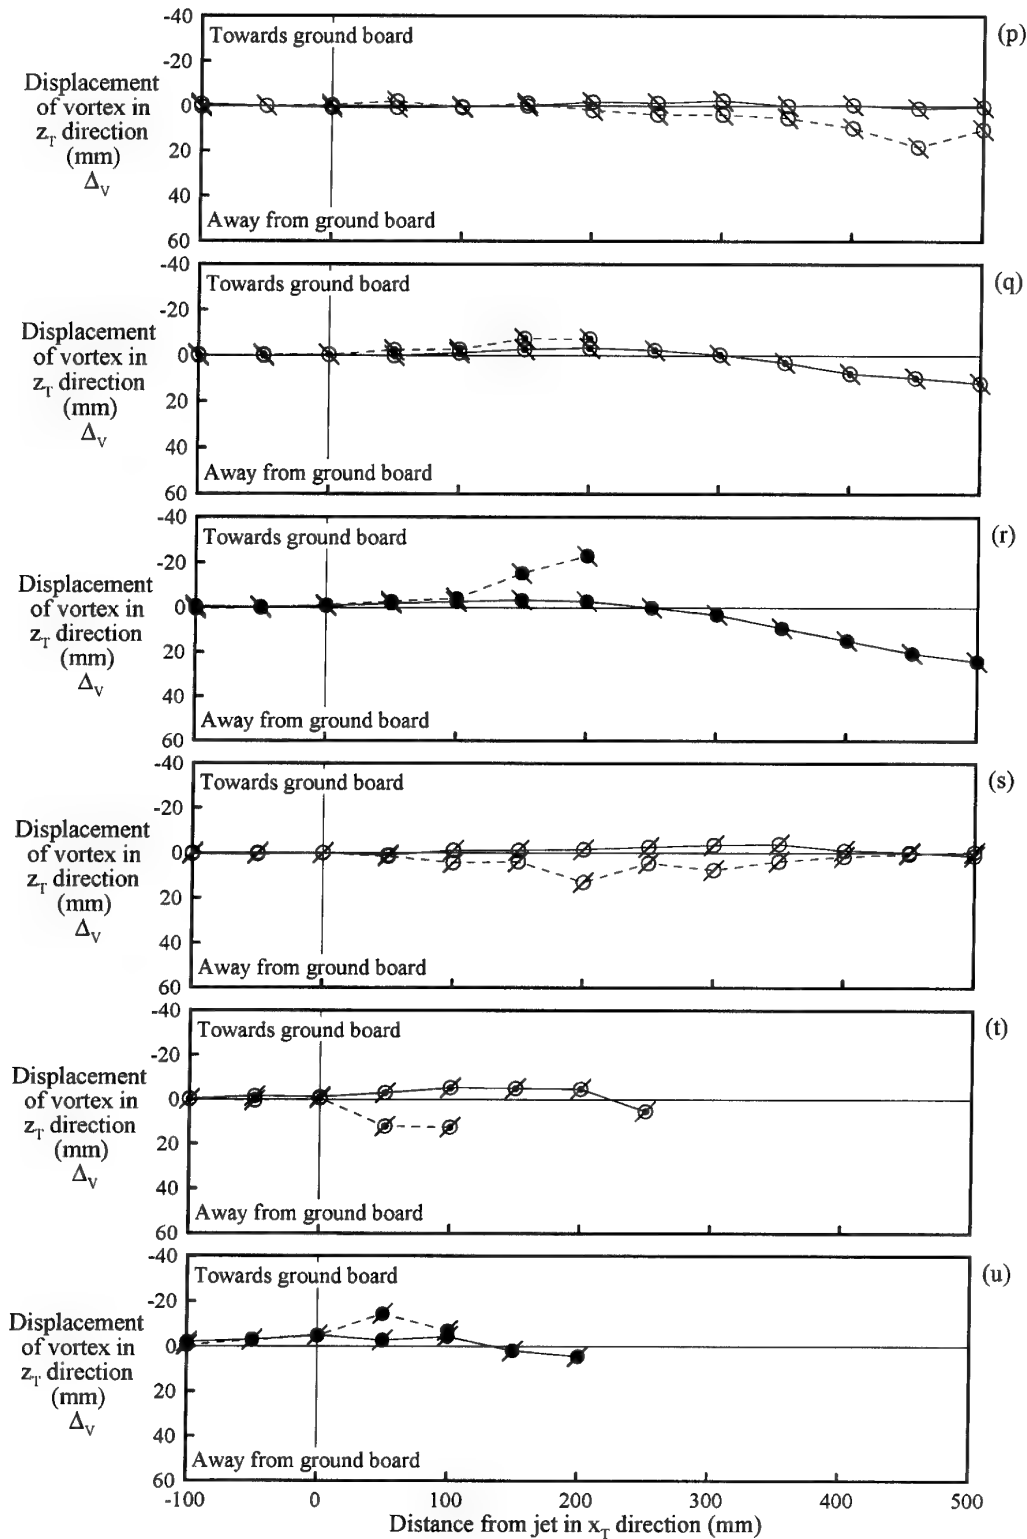 -40
Towards ground board
(p)
-20
Displacement
of vortex in
z_T direction
(mm)
Δ_V
0
20
40
Away from ground board
60
-40
Towards ground board
(q)
-20
Displacement
of vortex in
z_T direction
(mm)
Δ_V
0
20
40
Away from ground board
60
-40
Towards ground board
(r)
-20
Displacement
of vortex in
z_T direction
(mm)
Δ_V
0
20
40
Away from ground board
60
-40
Towards ground board
(s)
-20
Displacement
of vortex in
z_T direction
(mm)
Δ_V
0
20
40
Away from ground board
60
-40
Towards ground board
(t)
-20
Displacement
of vortex in
z_T direction
(mm)
Δ_V
0
20
40
Away from ground board
60
-40
Towards ground board
(u)
-20
Displacement
of vortex in
z_T direction
(mm)
Δ_V
0
20
40
Away from ground board
60
-100 0 100 200 300 400 500
Distance from jet in x_T direction (mm)